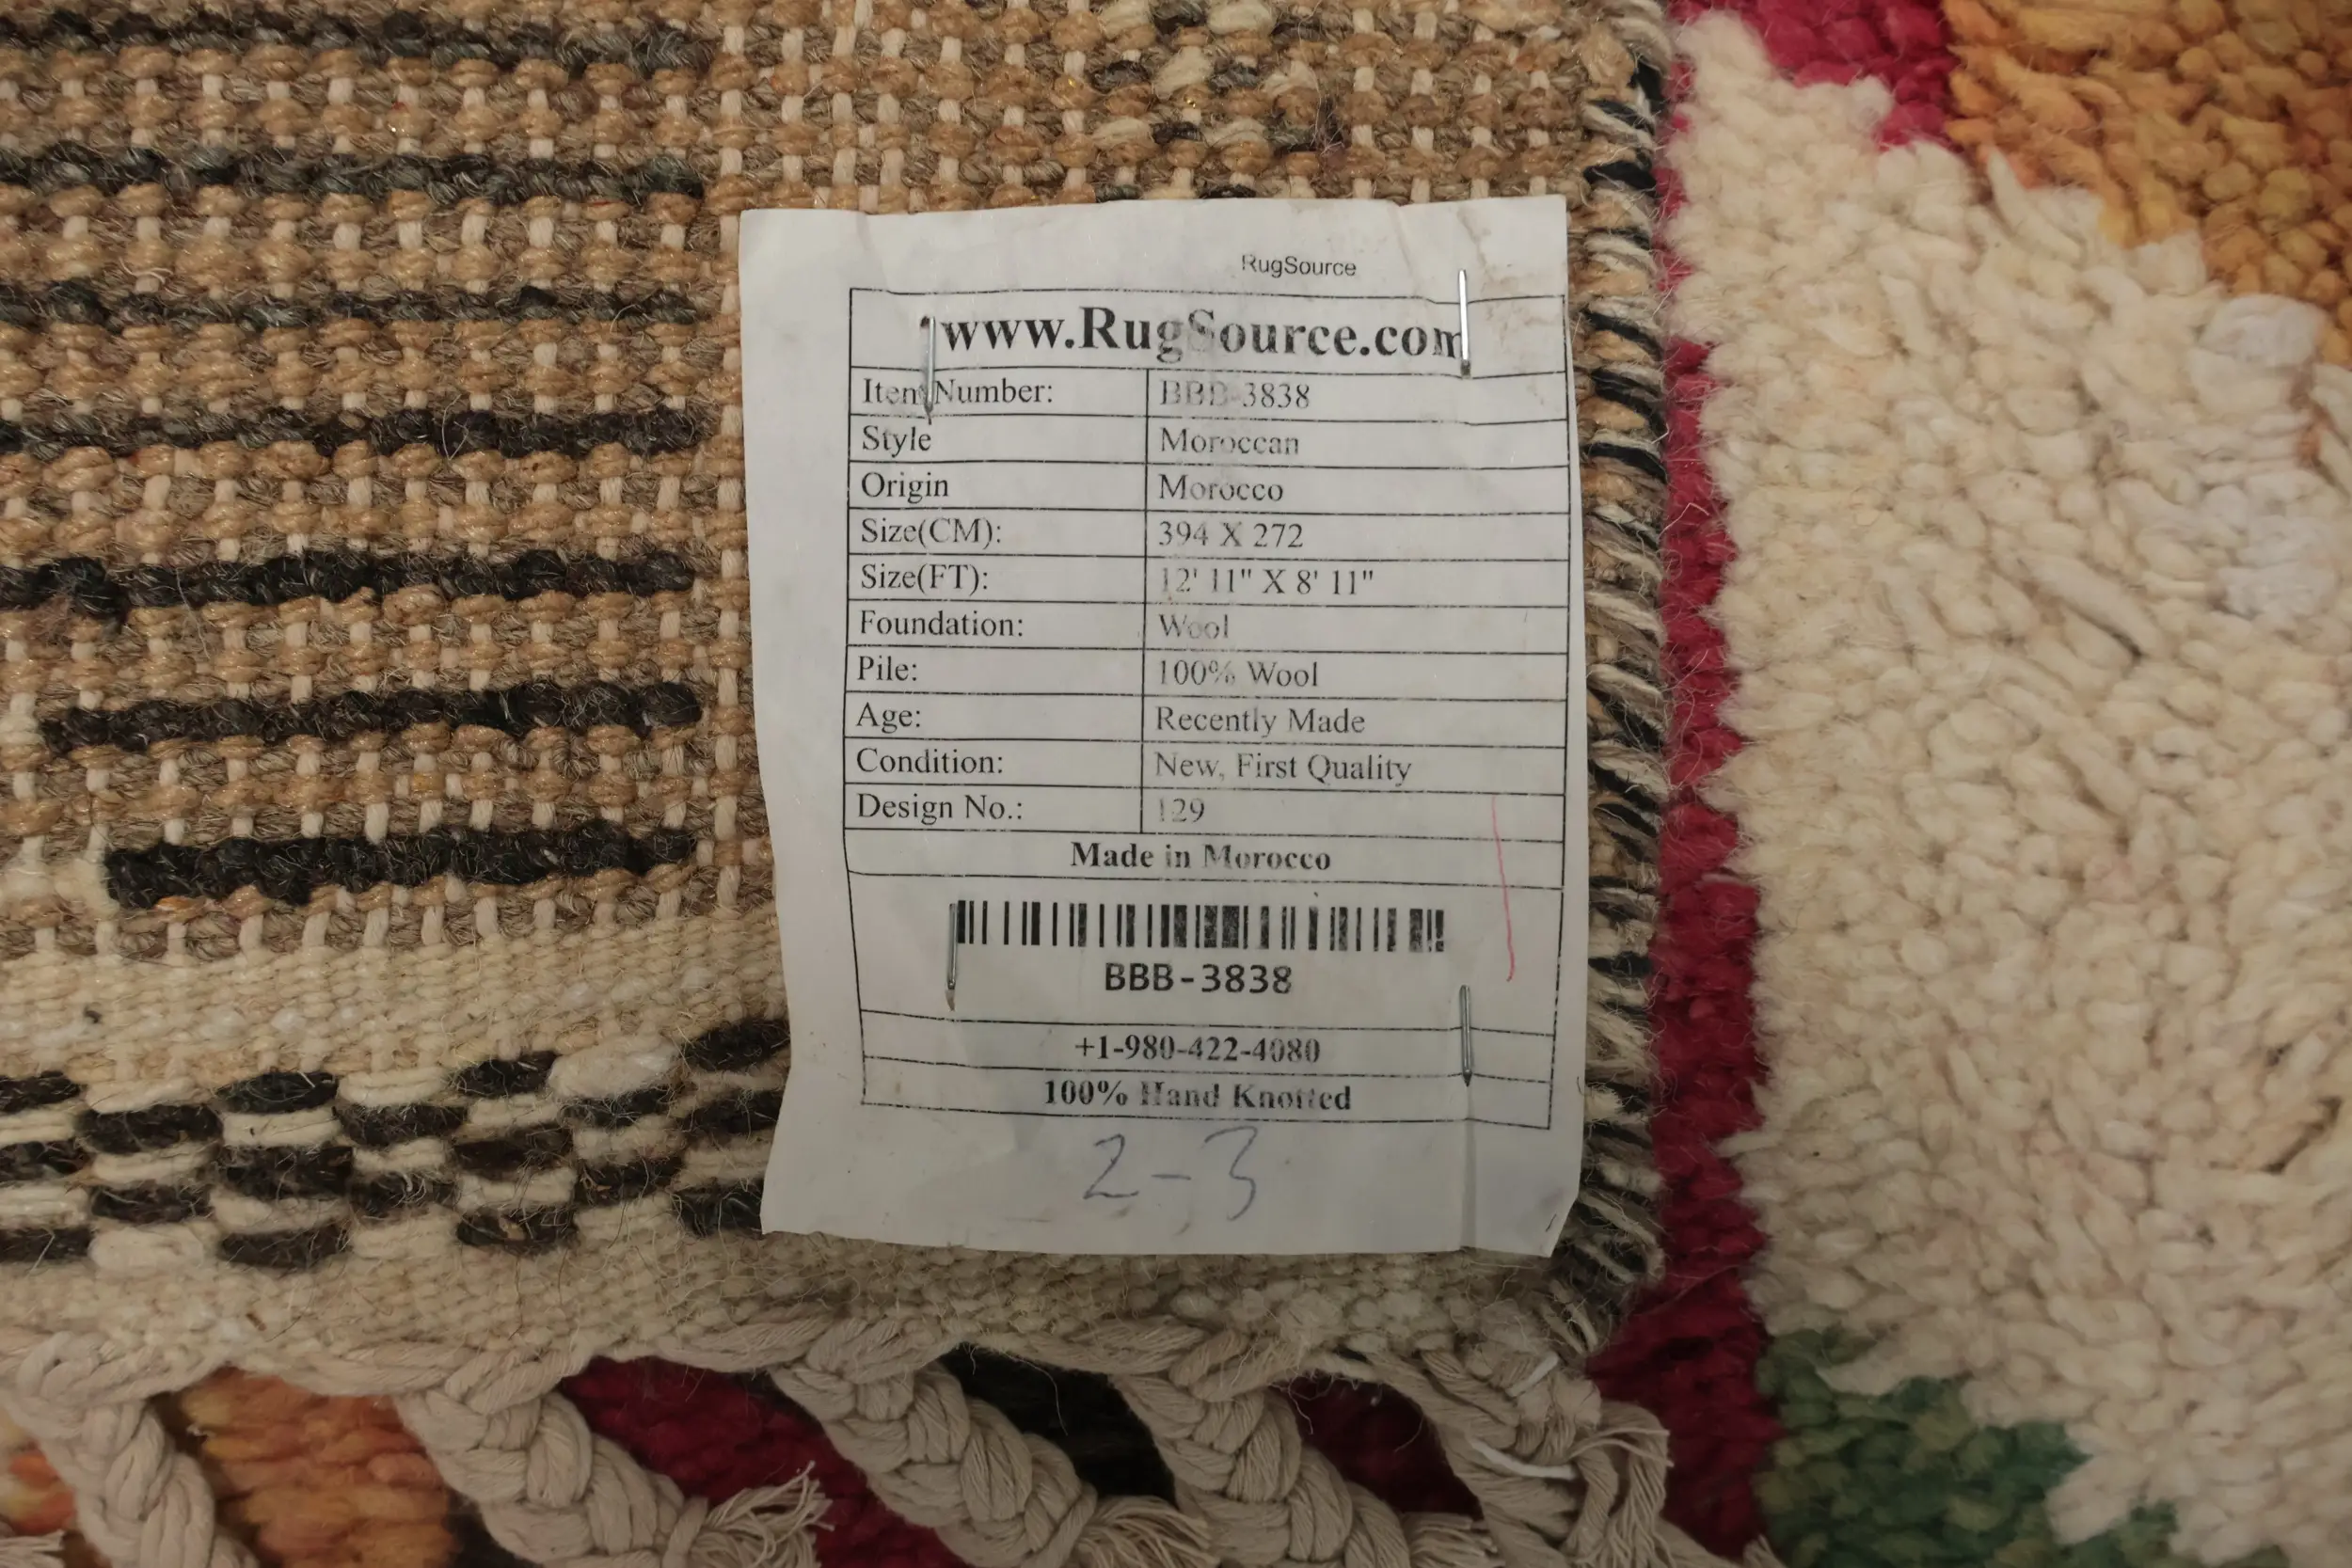 RugSource
www.RugSource.com
Item Number: BBB-3838
Style Moroccan
Origin Morocco
Size(CM): 394 X 272
Size(FT): 12' 11" X 8' 11"
Foundation: Wool
Pile: 100% Wool
Age: Recently Made
Condition: New, First Quality
Design No.: 129
Made in Morocco
BBB-3838
+1-980-422-4080
100% Hand Knotted
2-3